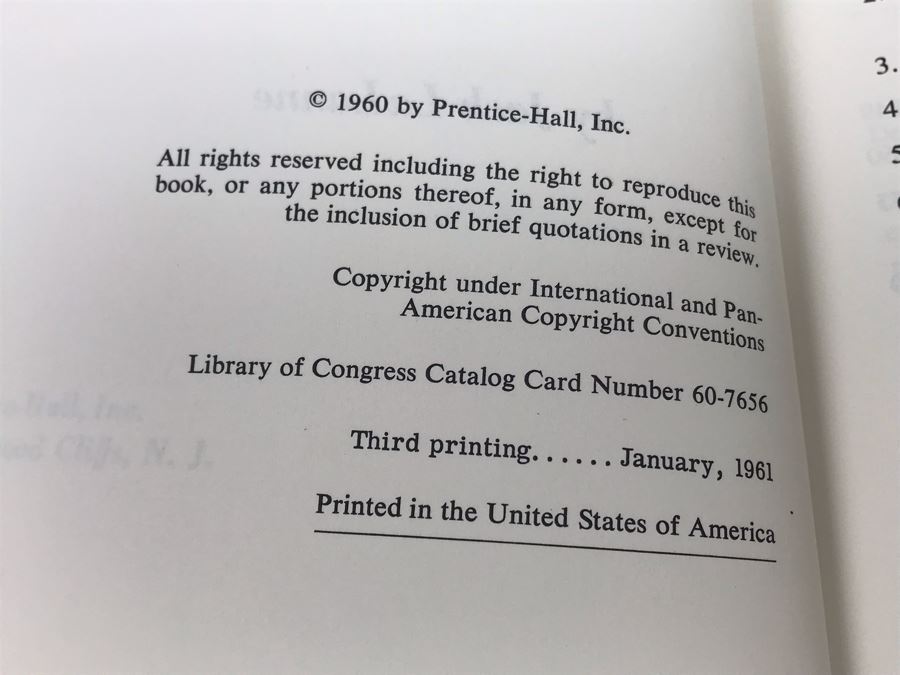 © 1960 by Prentice-Hall, Inc.
All rights reserved including the right to reproduce this
book, or any portions thereof, in any form, except for
the inclusion of brief quotations in a review.
Copyright under International and Pan-
American Copyright Conventions
Library of Congress Catalog Card Number 60-7656
Third printing. . . . . . January, 1961
Printed in the United States of America
3.
4
5